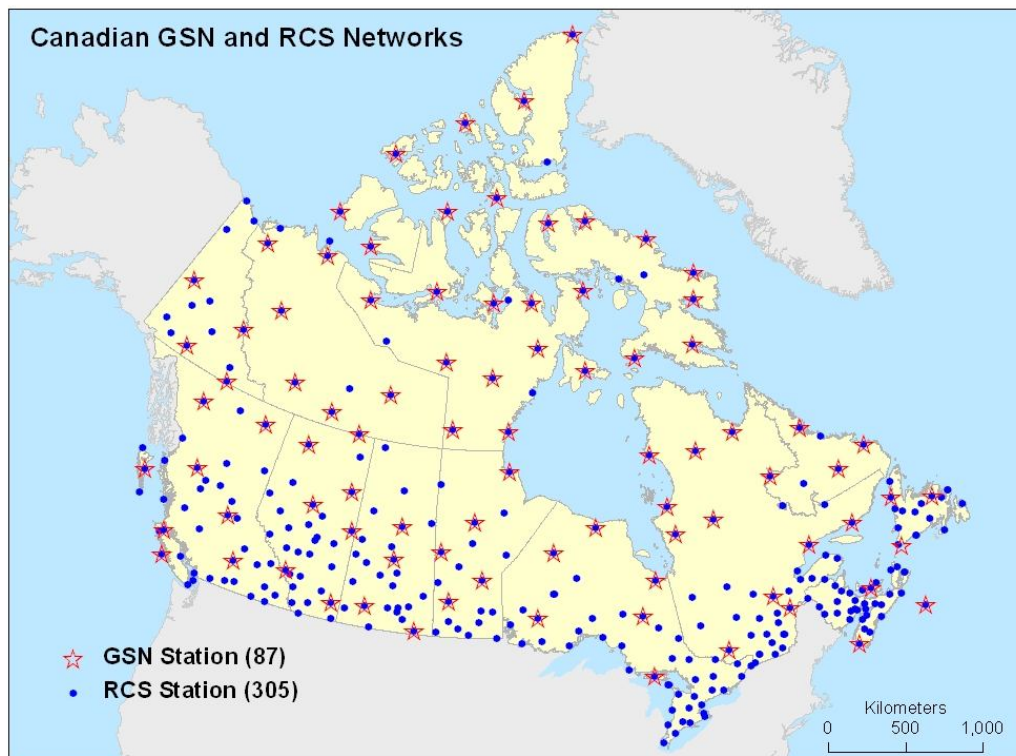 Canadian GSN and RCS Networks
GSN Station (87)
RCS Station (305)
Kilometers
0 500 1,000